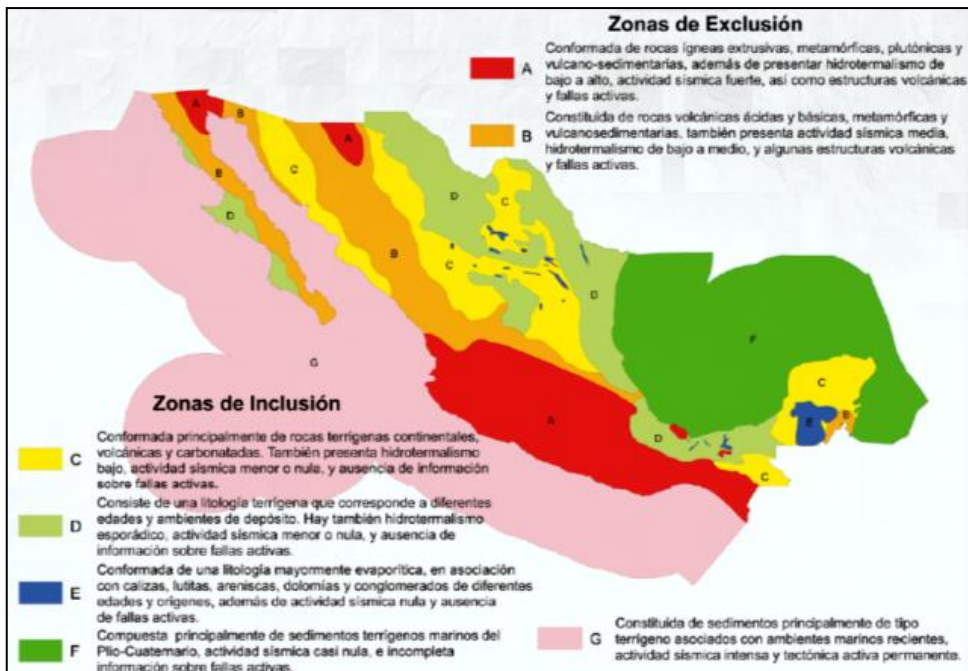 Zonas de Exclusión
A
Conformada de rocas ígneas extrusivas, metamórficas, plutónicas y
vulcano-sedimentarias, además de presentar hidrotermalismo de
bajo a alto, actividad sísmica fuerte, así como estructuras volcánicas
y fallas activas.
B
Constituida de rocas volcánicas ácidas y básicas, metamórficas y
vulcanosedimentarias, también presenta actividad sísmica media,
hidrotermalismo de bajo a medio, y algunas estructuras volcánicas
y fallas activas.
A
B
A
C
B
D
C
D
B
C
D
F
G
C
E
B
A
D
C
Zonas de Inclusión
C
Conformada principalmente de rocas terrígenas continentales,
volcánicas y carbonatadas. También presenta hidrotermalismo
bajo, actividad sísmica menor o nula, y ausencia de información
sobre fallas activas.
D
Consiste de una litología terrígena que corresponde a diferentes
edades y ambientes de depósito. Hay también hidrotermalismo
esporádico, actividad sísmica menor o nula, y ausencia de
información sobre fallas activas.
E
Conformada de una litología mayormente evaporítica, en asociación
con calizas, lutitas, areniscas, dolomías y conglomerados de diferentes
edades y orígenes, además de actividad sísmica nula y ausencia
de fallas activas.
F
Compuesta principalmente de sedimentos terrígenos marinos del
Plio-Cuaternario, actividad sísmica casi nula, e incompleta
información sobre fallas activas.
G
Constituida de sedimentos principalmente de tipo
terrígeno asociados con ambientes marinos recientes,
actividad sísmica intensa y tectónica activa permanente.